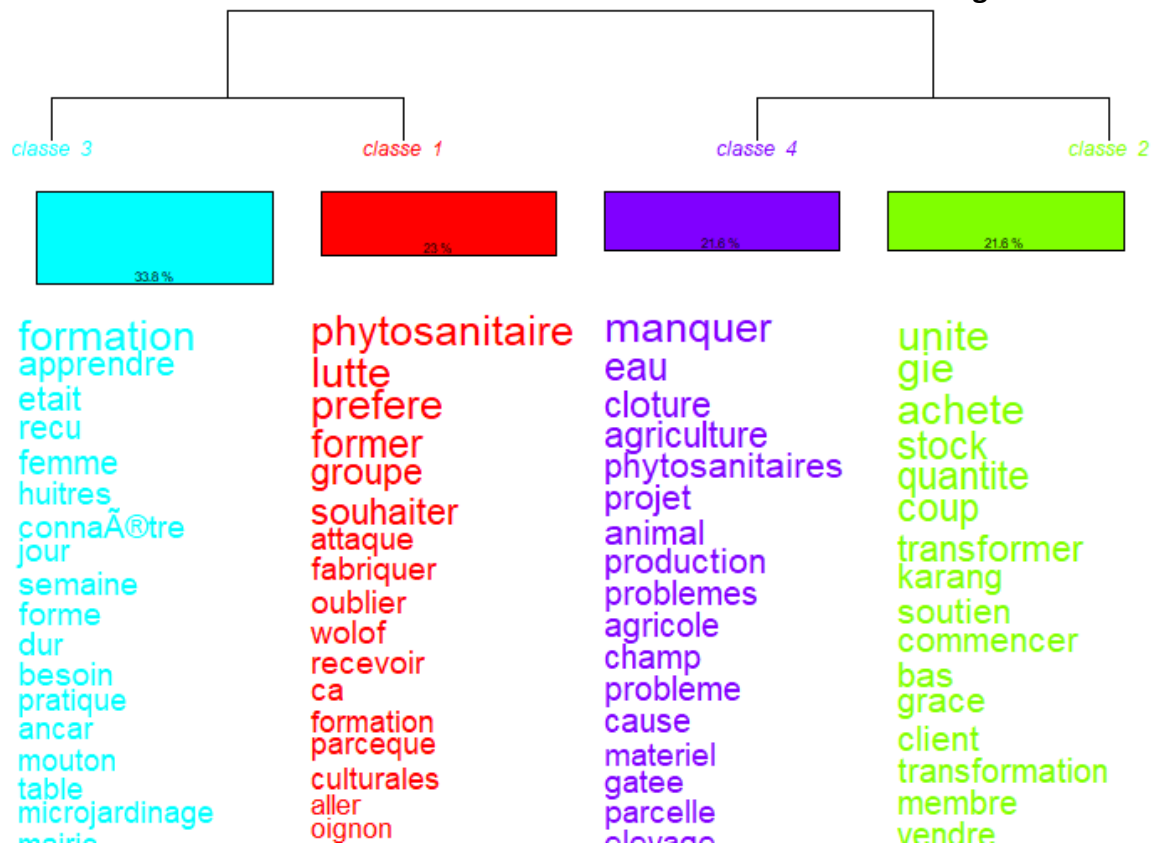 classe 3
classe 1
classe 4
classe 2
33.8 %
23 %
21.6 %
21.6 %
formation
apprendre
etait
recu
femme
huitres
connaÃ®tre
jour
semaine
forme
dur
besoin
pratique
ancar
mouton
table
microjardinage
mairie
phytosanitaire
lutte
prefere
former
groupe
souhaiter
attaque
fabriquer
oublier
wolof
recevoir
ca
formation
parceque
culturales
aller
oignon
manquer
eau
cloture
agriculture
phytosanitaires
projet
animal
production
problemes
agricole
champ
probleme
cause
materiel
gatee
parcelle
elevage
unite
gie
achete
stock
quantite
coup
transformer
karang
soutien
commencer
bas
grace
client
transformation
membre
vendre